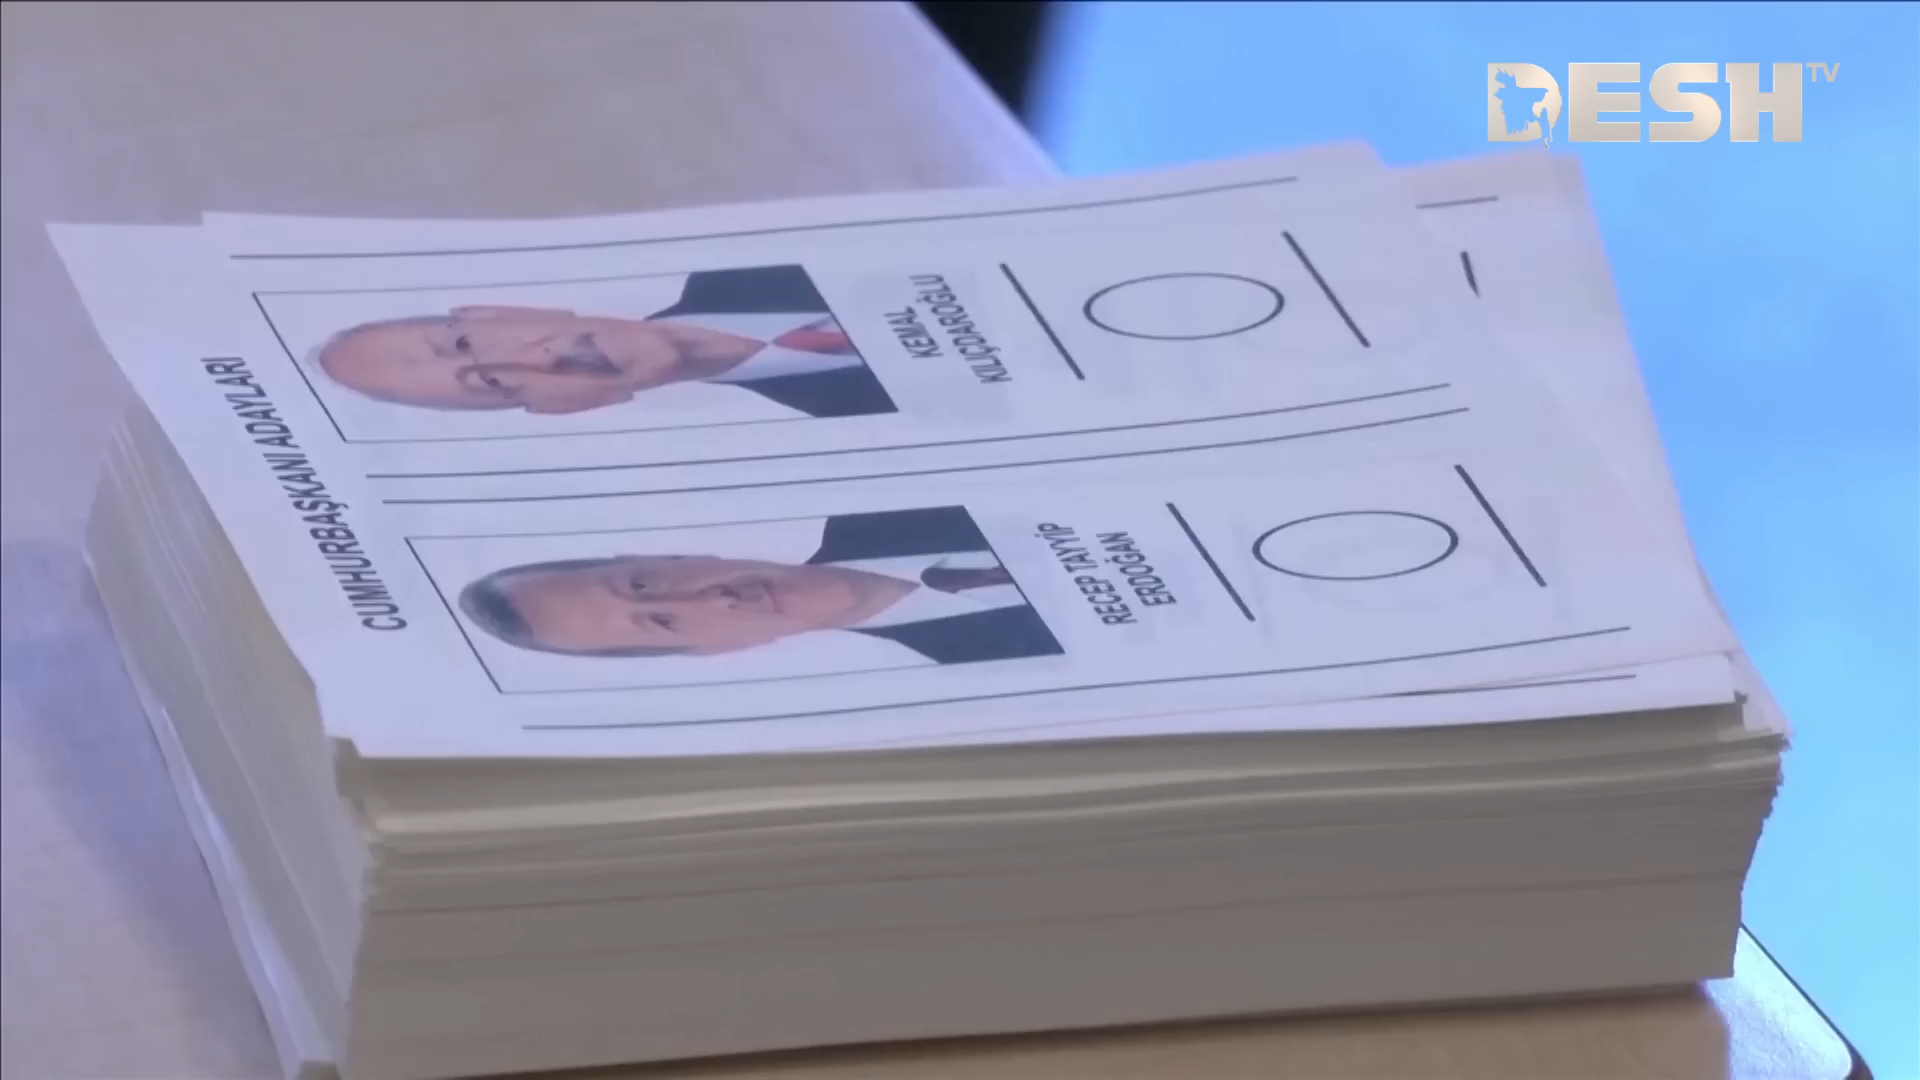 DESH TV
CUMHURBAŞKANI ADAYLARI
RECEP TAYYİP
ERDOĞAN
KEMAL
KILIÇDAROĞLU